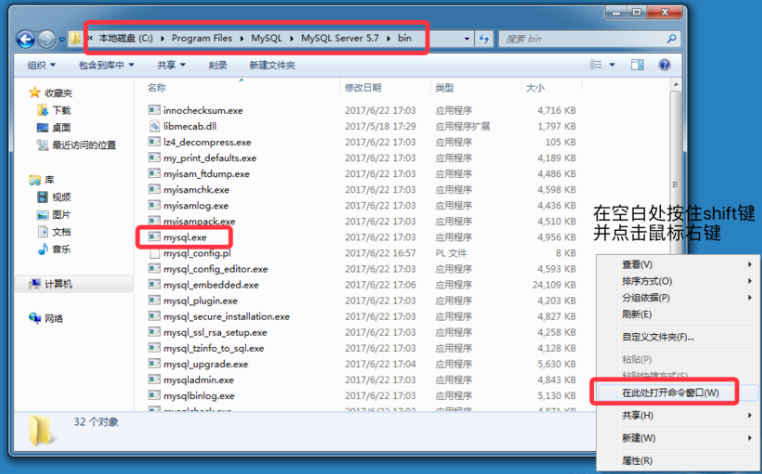 « 本地磁盘 (C:) ▸ Program Files ▸ MySQL ▸ MySQL Server 5.7 ▸ bin
搜索 bin
组织 包含到库中 共享 刻录 新建文件夹
名称 修改日期 类型 大小
收藏夹
下载
桌面
最近访问的位置
库
视频
图片
文档
音乐
计算机
网络
innochecksum.exe 2017/6/22 17:03 应用程序 4,716 KB
libmecab.dll 2017/5/18 17:29 应用程序扩展 1,797 KB
lz4_decompress.exe 2017/6/22 17:03 应用程序 105 KB
my_print_defaults.exe 2017/6/22 17:03 应用程序 4,189 KB
myisam_ftdump.exe 2017/6/22 17:03 应用程序 4,486 KB
myisamchk.exe 2017/6/22 17:03 应用程序 4,598 KB
myisamlog.exe 2017/6/22 17:03 应用程序 4,436 KB
myisampack.exe 2017/6/22 17:03 应用程序 4,510 KB
mysql.exe 2017/6/22 17:03 应用程序 4,956 KB
mysql_config.pl 2017/6/22 16:57 PL 文件 8 KB
mysql_config_editor.exe 2017/6/22 17:03 应用程序 4,593 KB
mysql_embedded.exe 2017/6/22 17:06 应用程序 24,109 KB
mysql_plugin.exe 2017/6/22 17:03 应用程序 4,203 KB
mysql_secure_installation.exe 2017/6/22 17:03 应用程序 4,827 KB
mysql_ssl_rsa_setup.exe 2017/6/22 17:03 应用程序 4,258 KB
mysql_tzinfo_to_sql.exe 2017/6/22 17:03 应用程序 4,128 KB
mysql_upgrade.exe 2017/6/22 17:04 应用程序 5,630 KB
mysqladmin.exe 2017/6/22 17:03 应用程序 4,843 KB
mysqlbinlog.exe 2017/6/22 17:03 应用程序 5,130 KB
mysqlcheck.exe 2017/6/22 17:03 应用程序 4,871 KB
32 个对象
在空白处按住shift键
并点击鼠标右键
查看(V)
排序方式(O)
分组依据(P)
刷新(E)
自定义文件夹(F)...
粘贴(P)
粘贴快捷方式(S)
在此处打开命令窗口(W)
共享(H)
新建(W)
属性(R)